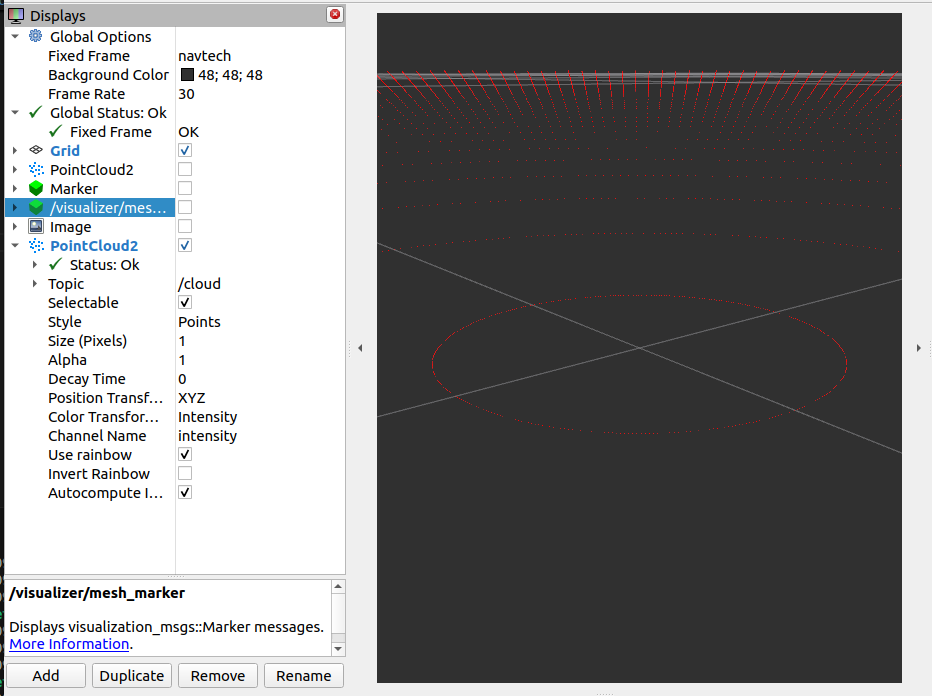 Displays
Global Options
Fixed Frame navtech
Background Color 48; 48; 48
Frame Rate 30
Global Status: Ok
Fixed Frame OK
Grid
PointCloud2
Marker
/visualizer/mes...
Image
PointCloud2
Status: Ok
Topic /cloud
Selectable
Style Points
Size (Pixels) 1
Alpha 1
Decay Time 0
Position Transf... XYZ
Color Transfor... Intensity
Channel Name intensity
Use rainbow
Invert Rainbow
Autocompute I...
/visualizer/mesh_marker
Displays visualization_msgs::Marker messages.
More Information.
Add Duplicate Remove Rename